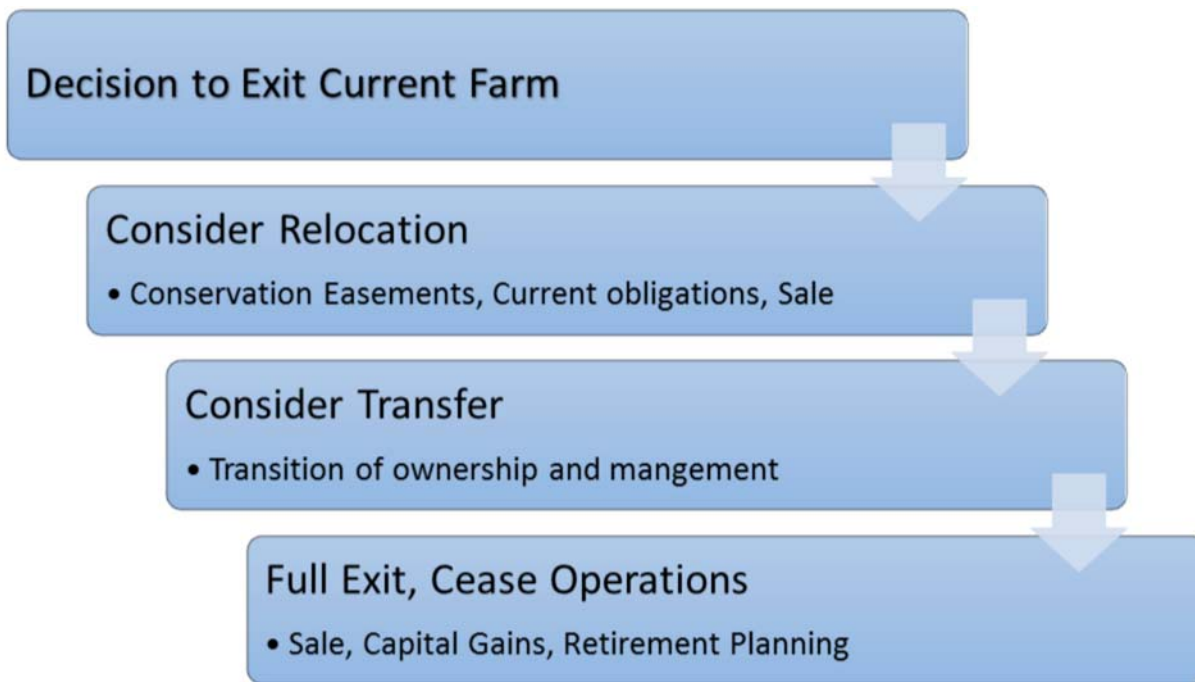 Decision to Exit Current Farm
Consider Relocation
• Conservation Easements, Current obligations, Sale
Consider Transfer
• Transition of ownership and mangement
Full Exit, Cease Operations
• Sale, Capital Gains, Retirement Planning